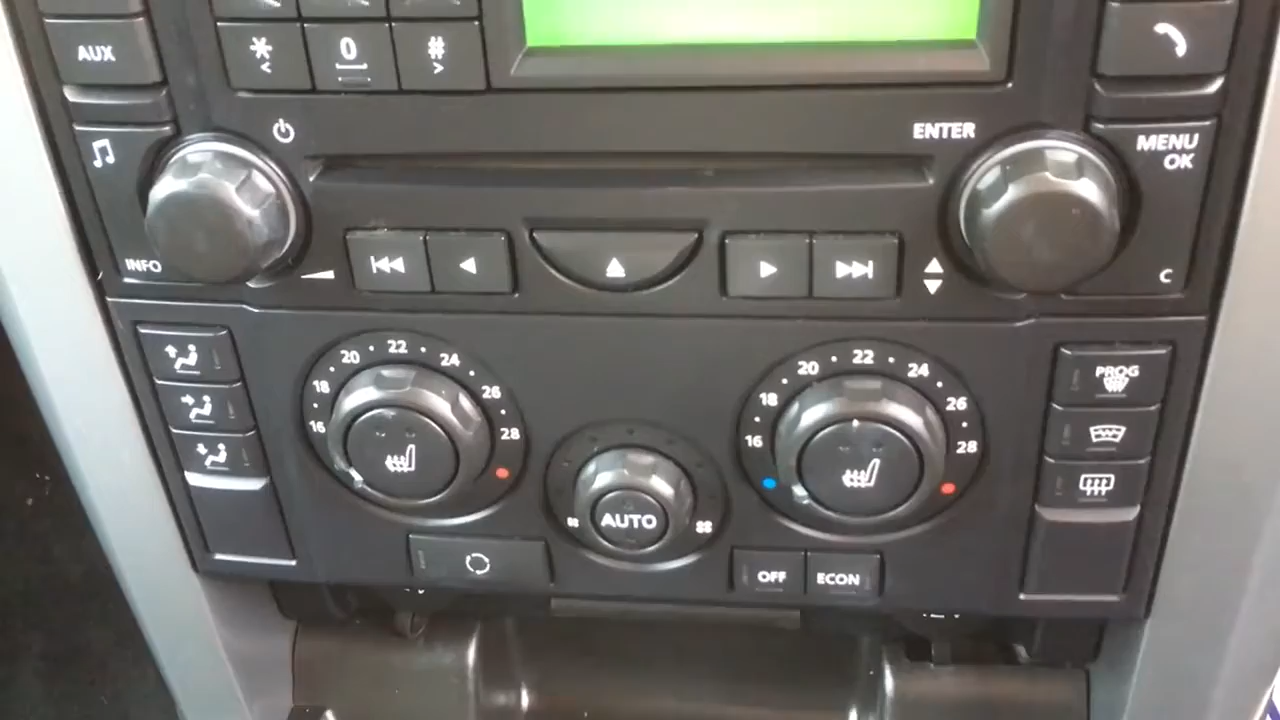 AUX
* 0 #
< >
ENTER
MENU
OK
INFO
C
16 18 20 22 24 26 28
16 18 20 22 24 26 28
PROG
AUTO
OFF ECON